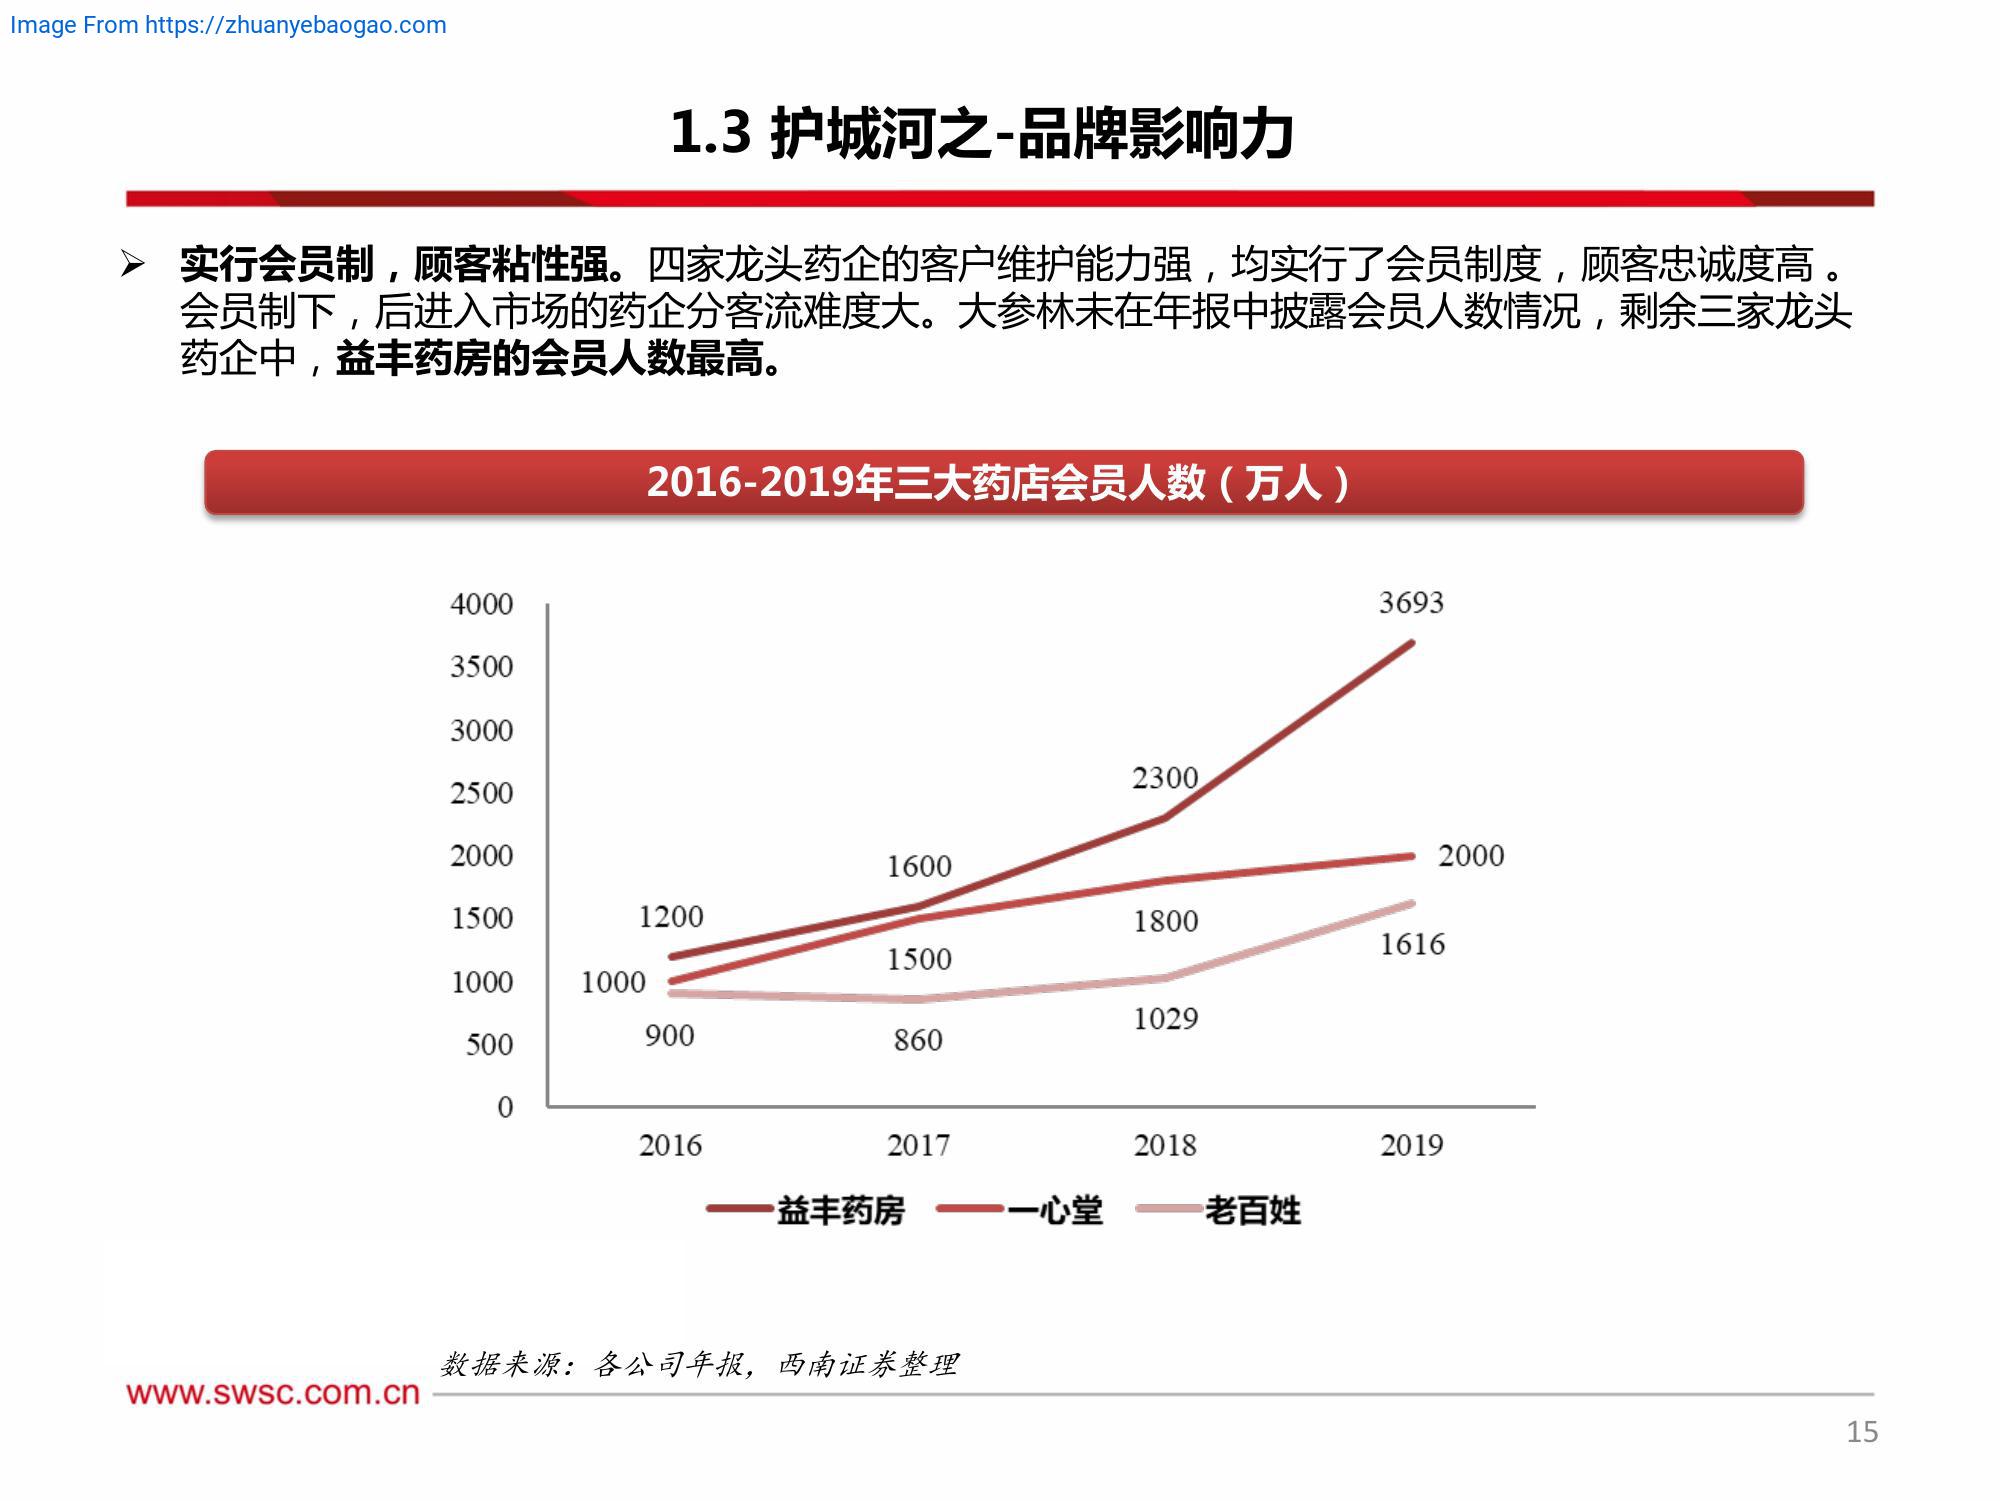 Image From https://zhuanyebaogao.com
1.3 护城河之-品牌影响力
➢ 实行会员制，顾客粘性强。四家龙头药企的客户维护能力强，均实行了会员制度，顾客忠诚度高 。
会员制下，后进入市场的药企分客流难度大。大参林未在年报中披露会员人数情况，剩余三家龙头
药企中，益丰药房的会员人数最高。
2016-2019年三大药店会员人数（万人）
4000
3500
3000
2500
2000
1500
1000
500
0
1200
1600
2300
3693
1000
1500
1800
2000
900
860
1029
1616
2016 2017 2018 2019
益丰药房 一心堂 老百姓
数据来源：各公司年报，西南证券整理
www.swsc.com.cn
15